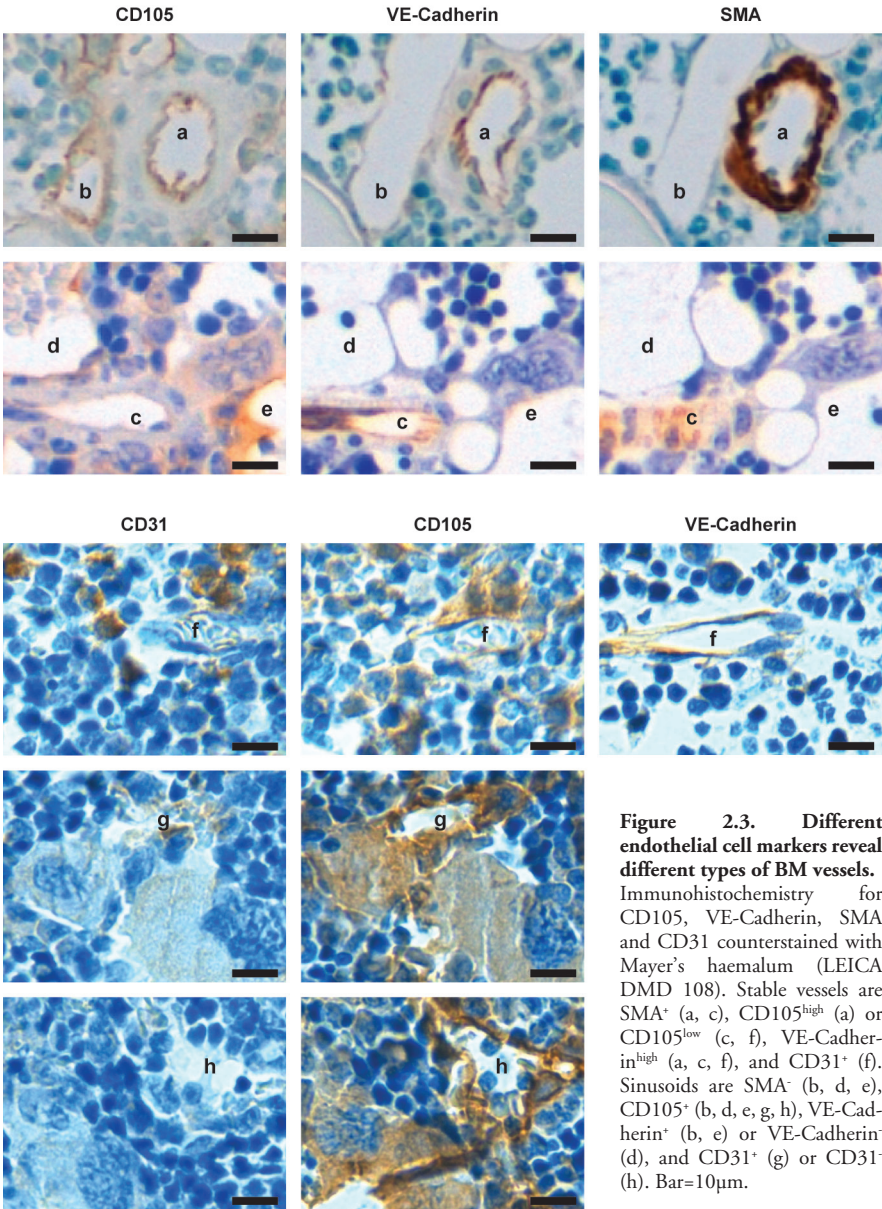 CD105 VE-Cadherin SMA
a a a
b b b
d d d
c e c e c e
CD31 CD105 VE-Cadherin
f f f
g g
h h
Figure 2.3. Different
endothelial cell markers reveal
different types of BM vessels.
Immunohistochemistry for
CD105, VE-Cadherin, SMA
and CD31 counterstained with
Mayer's haemalum (LEICA
DMD 108). Stable vessels are
SMA⁺ (a, c), CD105ʰⁱᵍʰ (a) or
CD105ˡᵒʷ (c, f), VE-Cadher-
inʰⁱᵍʰ (a, c, f), and CD31⁺ (f).
Sinusoids are SMA⁻ (b, d, e),
CD105⁺ (b, d, e, g, h), VE-Cad-
herin⁺ (b, e) or VE-Cadherin⁻
(d), and CD31⁺ (g) or CD31⁻
(h). Bar=10µm.